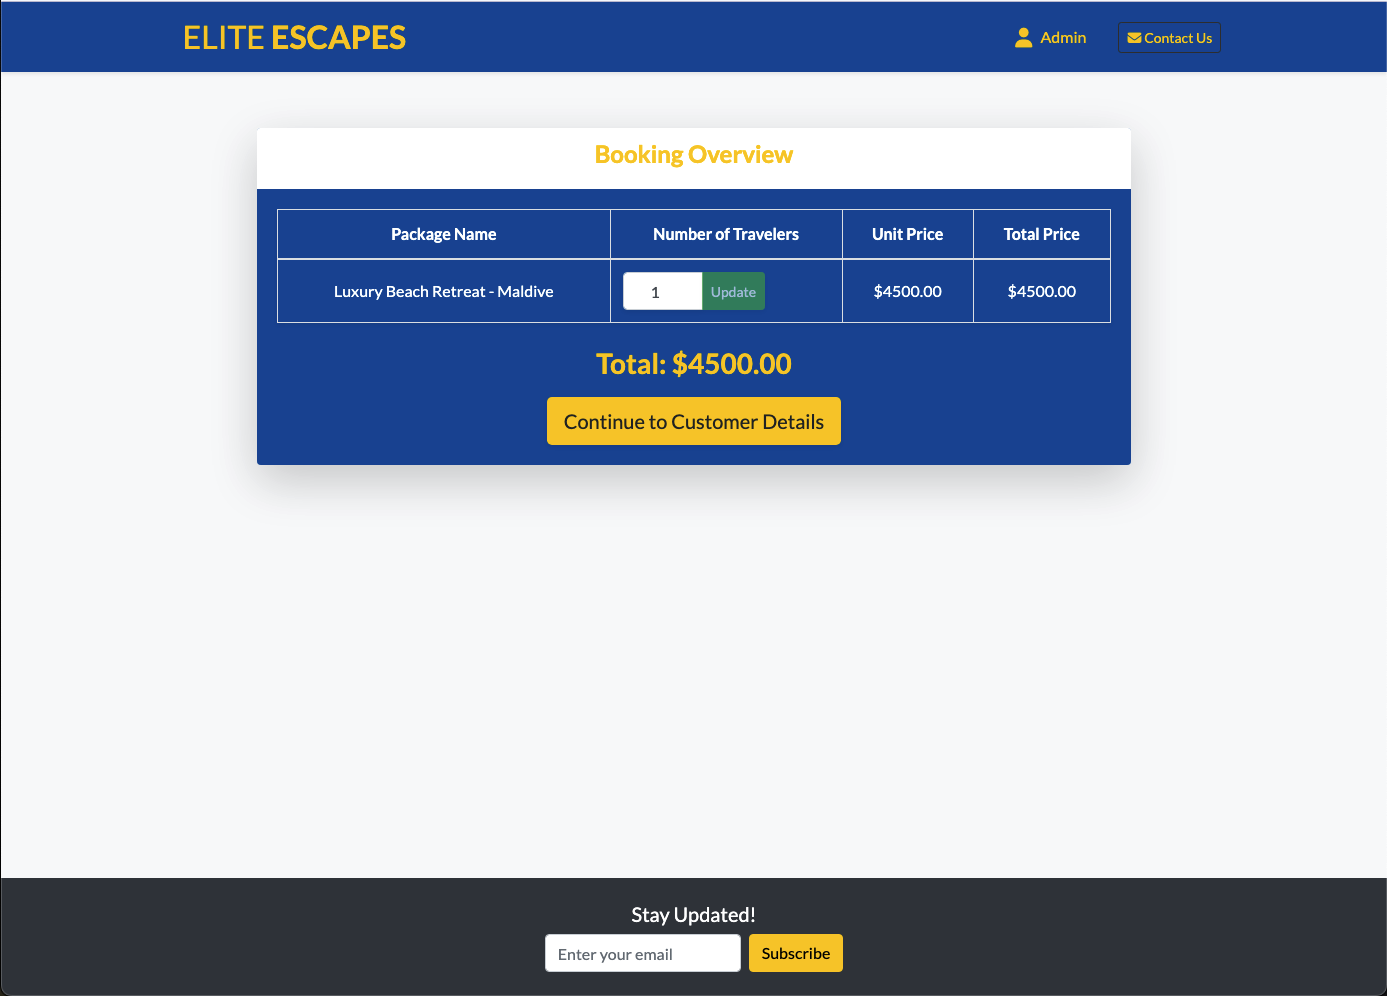 ELITE ESCAPES
Admin
Contact Us
Booking Overview
Package Name Number of Travelers Unit Price Total Price
Luxury Beach Retreat - Maldive 1 Update $4500.00 $4500.00
Total: $4500.00
Continue to Customer Details
Stay Updated!
Enter your email Subscribe